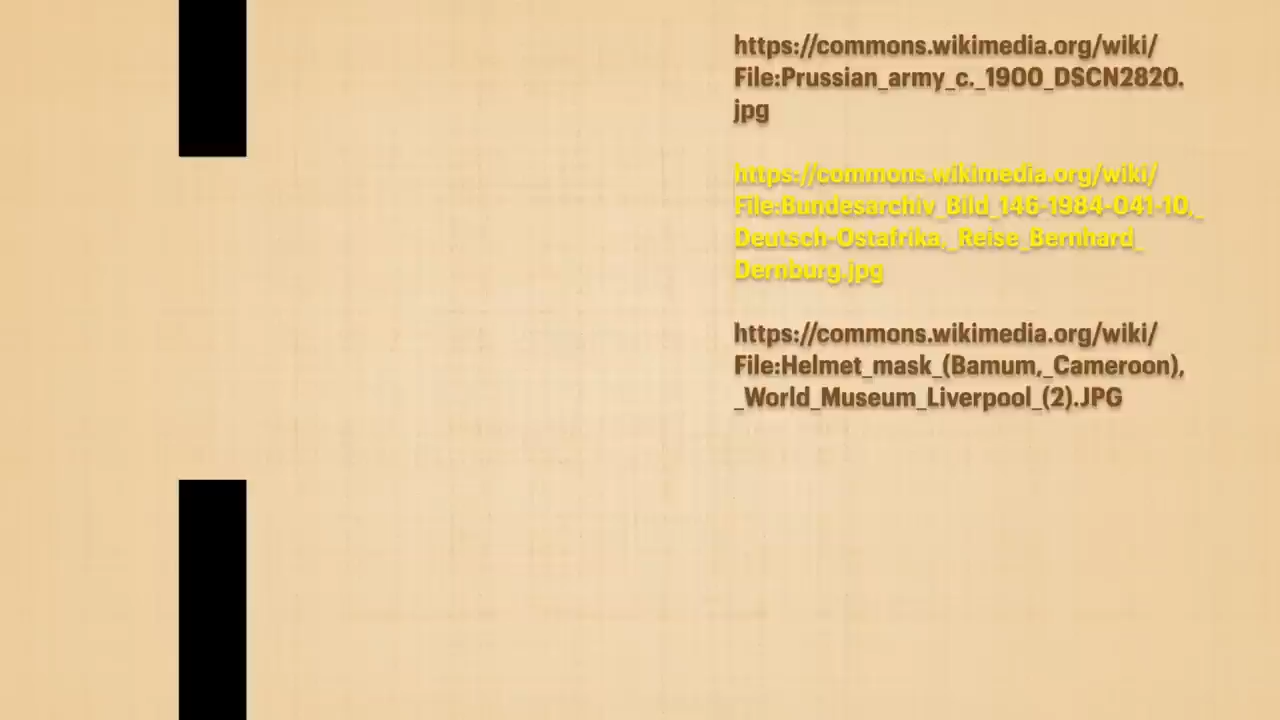 https://commons.wikimedia.org/wiki/
File:Prussian_army_c._1900_DSCN2820.
jpg
https://commons.wikimedia.org/wiki/
File:Bundesarchiv_Bild_146-1984-041-10,_
Deutsch-Ostafrika,_Reise_Bernhard_
Dernburg.jpg
https://commons.wikimedia.org/wiki/
File:Helmet_mask_(Bamum,_Cameroon),
_World_Museum_Liverpool_(2).JPG